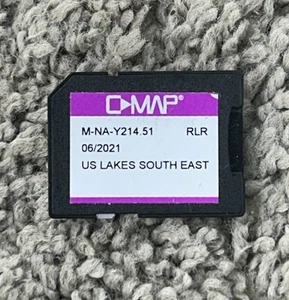 C-MAP®
M-NA-Y214.51 RLR
06/2021
US LAKES SOUTH EAST